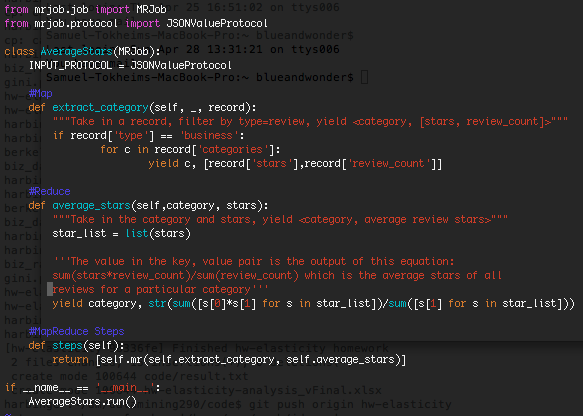 from mrjob.job import MRJob
from mrjob.protocol import JSONValueProtocol
class AverageStars(MRJob):
INPUT_PROTOCOL = JSONValueProtocol
Samuel-Tokheims-MacBook-Pro:~ blueandwonder$
#Map
def extract_category(self, _, record):
"""Take in a record, filter by type=review, yield <category, [stars, review_count]>"""
if record['type'] == 'business':
for c in record['categories']:
yield c, [record['stars'],record['review_count']]
#Reduce
def average_stars(self,category, stars):
"""Take in the category and stars, yield <category, average review stars>"""
star_list = list(stars)
'''The value in the key, value pair is the output of this equation:
sum(stars*review_count)/sum(review_count) which is the average stars of all
reviews for a particular category'''
yield category, str(sum([s[0]*s[1] for s in star_list])/sum([s[1] for s in star_list]))
#MapReduce Steps
def steps(self):
return [self.mr(self.extract_category, self.average_stars)]
if __name__ == '__main__':
AverageStars.run()